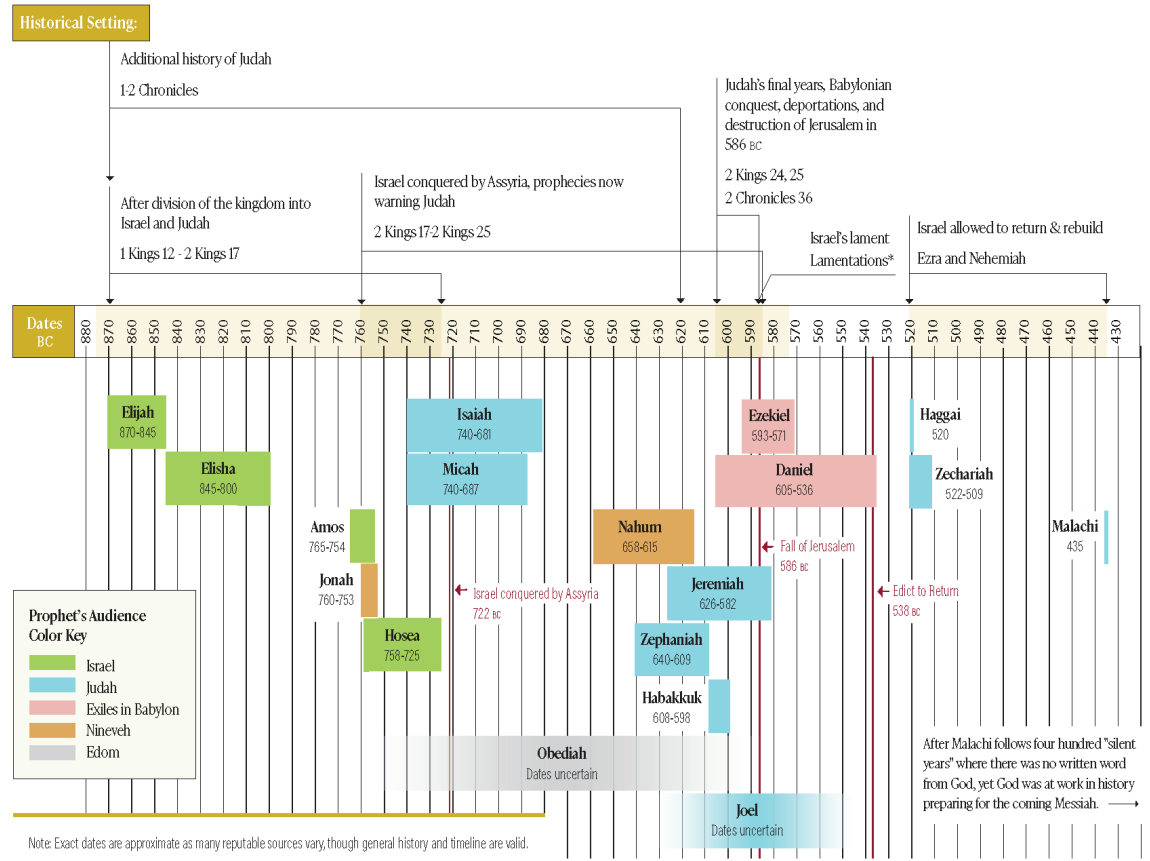 Historical Setting:
Additional history of Judah
1-2 Chronicles
After division of the kingdom into
Israel and Judah
1 Kings 12 - 2 Kings 17
Israel conquered by Assyria, prophecies now
warning Judah
2 Kings 17-2 Kings 25
Judah's final years, Babylonian
conquest, deportations, and
destruction of Jerusalem in
586 BC
2 Kings 24, 25
2 Chronicles 36
Israel's lament
Lamentations*
Israel allowed to return & rebuild
Ezra and Nehemiah
Dates
BC
880 870 860 850 840 830 820 810 800 790 780 770 760 750 740 730 720 710 700 690 680 670 660 650 640 630 620 610 600 590 580 570 560 550 540 530 520 510 500 490 480 470 460 450 440 430
Elijah
870-845
Elisha
845-800
Amos
765-754
Jonah
760-753
Hosea
758-725
Isaiah
740-681
Micah
740-687
Israel conquered by Assyria
722 BC
Nahum
658-615
Jeremiah
626-582
Zephaniah
640-609
Habakkuk
608-598
Ezekiel
593-571
Daniel
605-536
Fall of Jerusalem
586 BC
Edict to Return
538 BC
Haggai
520
Zechariah
522-509
Malachi
435
Obediah
Dates uncertain
Joel
Dates uncertain
Prophet's Audience
Color Key
Israel
Judah
Exiles in Babylon
Nineveh
Edom
After Malachi follows four hundred "silent
years" where there was no written word
from God, yet God was at work in history
preparing for the coming Messiah.
Note: Exact dates are approximate as many reputable sources vary, though general history and timeline are valid.